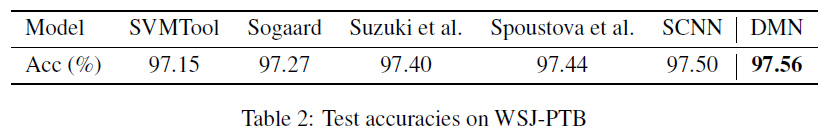 Model SVMTool Sogaard Suzuki et al. Spoustova et al. SCNN DMN
Acc (%) 97.15 97.27 97.40 97.44 97.50 97.56
Table 2: Test accuracies on WSJ-PTB